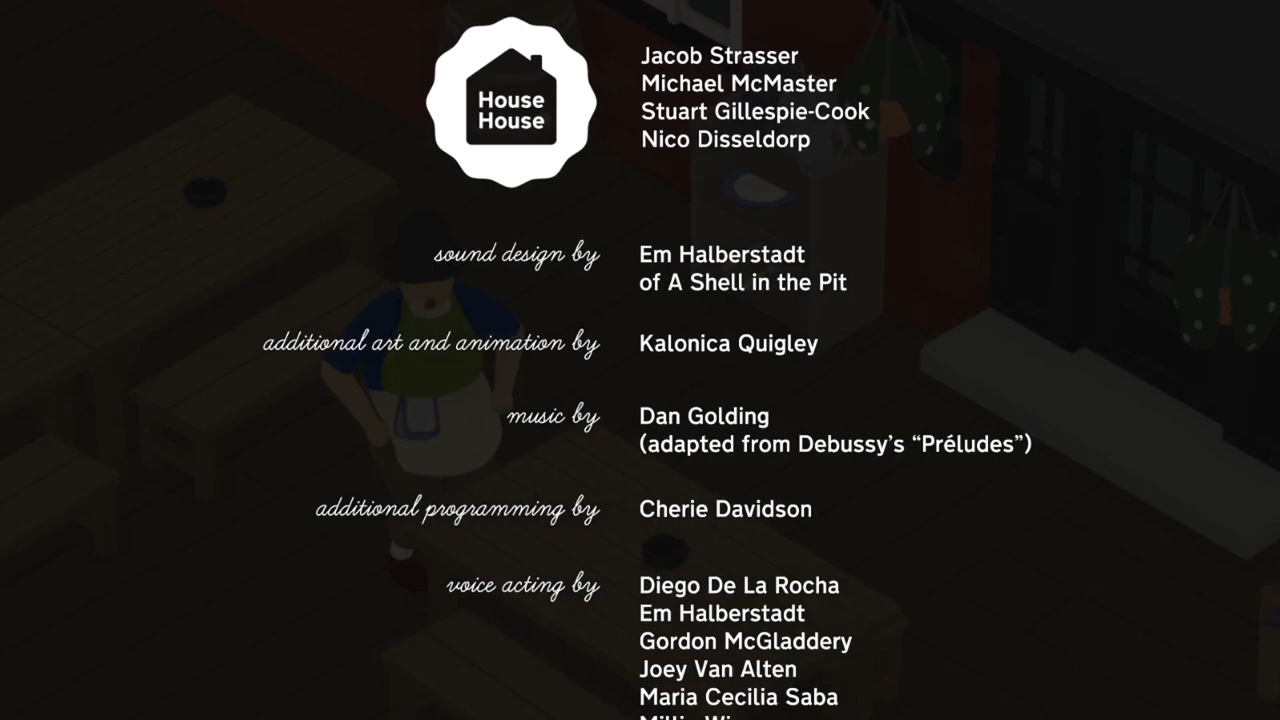 House
House
Jacob Strasser
Michael McMaster
Stuart Gillespie-Cook
Nico Disseldorp
sound design by
Em Halberstadt
of A Shell in the Pit
additional art and animation by
Kalonica Quigley
music by
Dan Golding
(adapted from Debussy’s “Préludes”)
additional programming by
Cherie Davidson
voice acting by
Diego De La Rocha
Em Halberstadt
Gordon McGladdery
Joey Van Alten
Maria Cecilia Saba